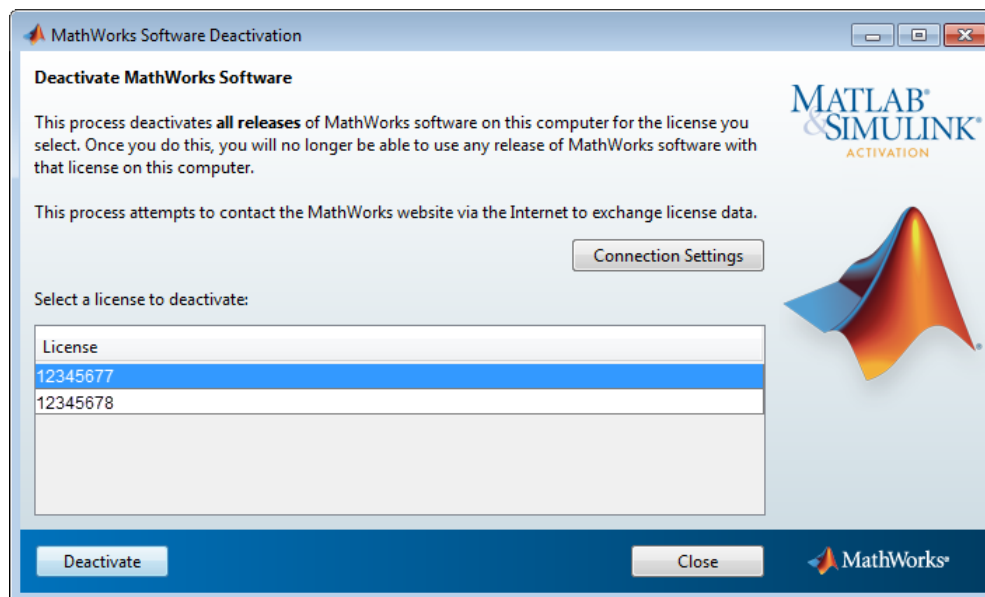 MathWorks Software Deactivation
Deactivate MathWorks Software
This process deactivates all releases of MathWorks software on this computer for the license you
select. Once you do this, you will no longer be able to use any release of MathWorks software with
that license on this computer.
This process attempts to contact the MathWorks website via the Internet to exchange license data.
Connection Settings
Select a license to deactivate:
License
12345677
12345678
Deactivate
Close
MATLAB®
&SIMULINK®
ACTIVATION
MathWorks®